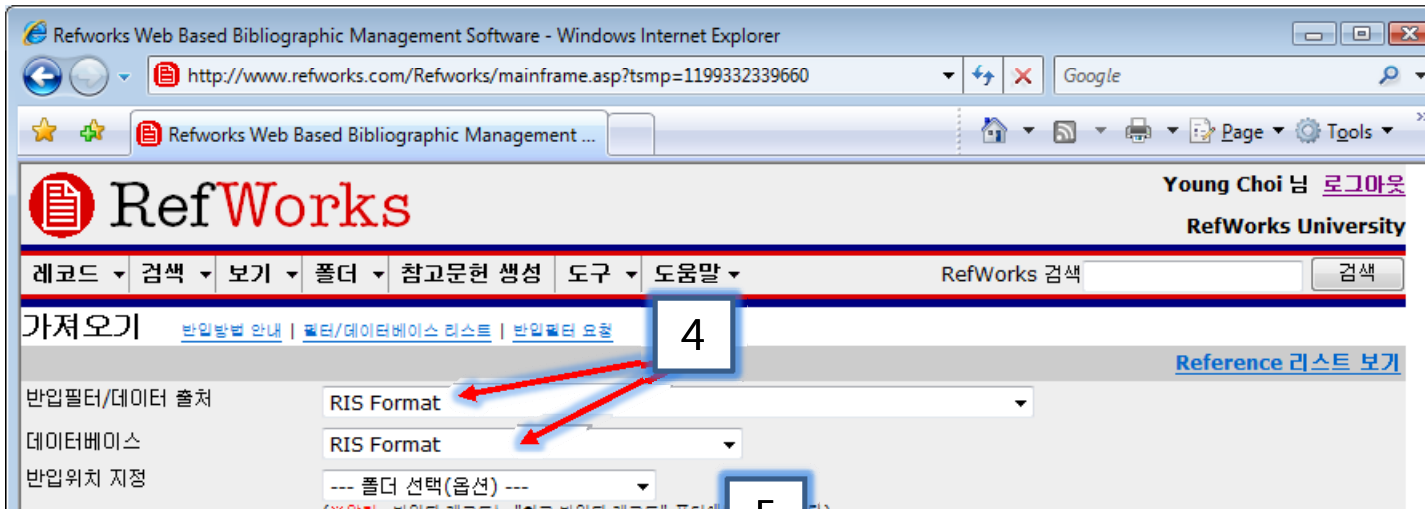 Refworks Web Based Bibliographic Management Software - Windows Internet Explorer
http://www.refworks.com/Refworks/mainframe.asp?tsmp=1199332339660
Google
Refworks Web Based Bibliographic Management ...
Page
Tools
RefWorks
Young Choi 님 로그아웃
RefWorks University
레코드 검색 보기 폴더 참고문헌 생성 도구 도움말 RefWorks 검색 검색
가져오기 반입방법 안내 | 필터/데이터베이스 리스트 | 반입필터 요청
4
Reference 리스트 보기
반입필터/데이터 출처 RIS Format
데이터베이스 RIS Format
반입위치 지정 --- 폴더 선택(옵션) ---
5